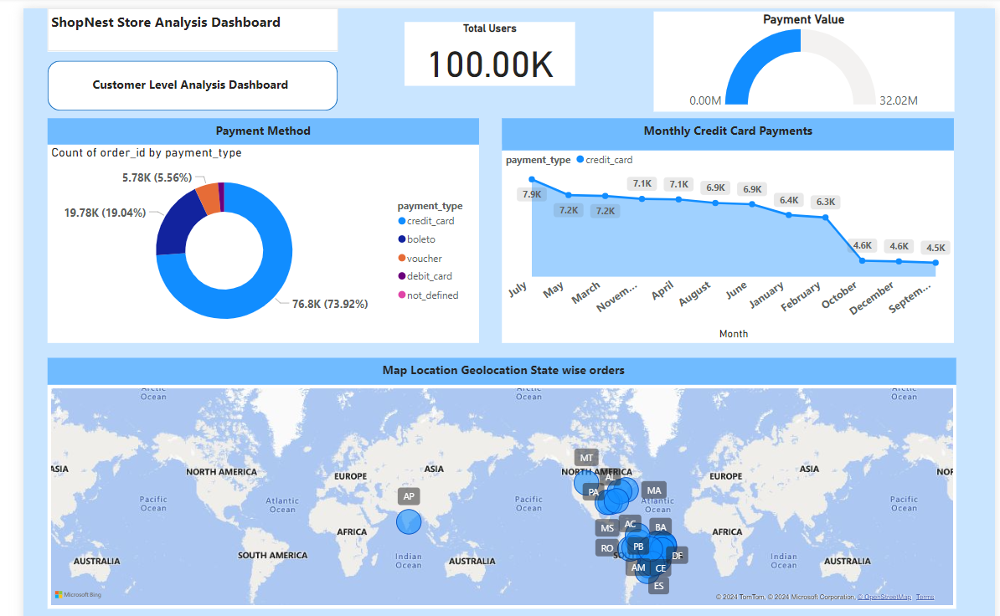 ShopNest Store Analysis Dashboard
Customer Level Analysis Dashboard
Total Users
100.00K
Payment Value
0.00M
32.02M
Payment Method
Count of order_id by payment_type
5.78K (5.56%)
19.78K (19.04%)
76.8K (73.92%)
payment_type
credit_card
boleto
voucher
debit_card
not_defined
Monthly Credit Card Payments
payment_type credit_card
7.9K
7.2K
7.2K
7.1K
7.1K
6.9K
6.9K
6.4K
6.3K
4.6K
4.6K
4.5K
July
May
March
Novem...
April
August
June
January
February
October
December
Septem...
Month
Map Location Geolocation State wise orders
Arctic
Ocean
Arctic
Ocean
Arctic
Ocean
ASIA
NORTH AMERICA
EUROPE
ASIA
NORTH AMERICA
EUROPE
ASIA
NOR
Pacific
Ocean
Atlantic
Ocean
Pacific
Ocean
Atlantic
Ocean
Pacific
Ocean
AFRICA
AFRICA
AUSTRALIA
SOUTH AMERICA
Indian
Ocean
AUSTRALIA
SO
Indian
Ocean
AUSTRALIA
AP
MT
AL
PA
MA
MS
AC
BA
RO
PB
DF
AM
CE
ES
Microsoft Bing
© 2024 TomTom, © 2024 Microsoft Corporation, © OpenStreetMap Terms